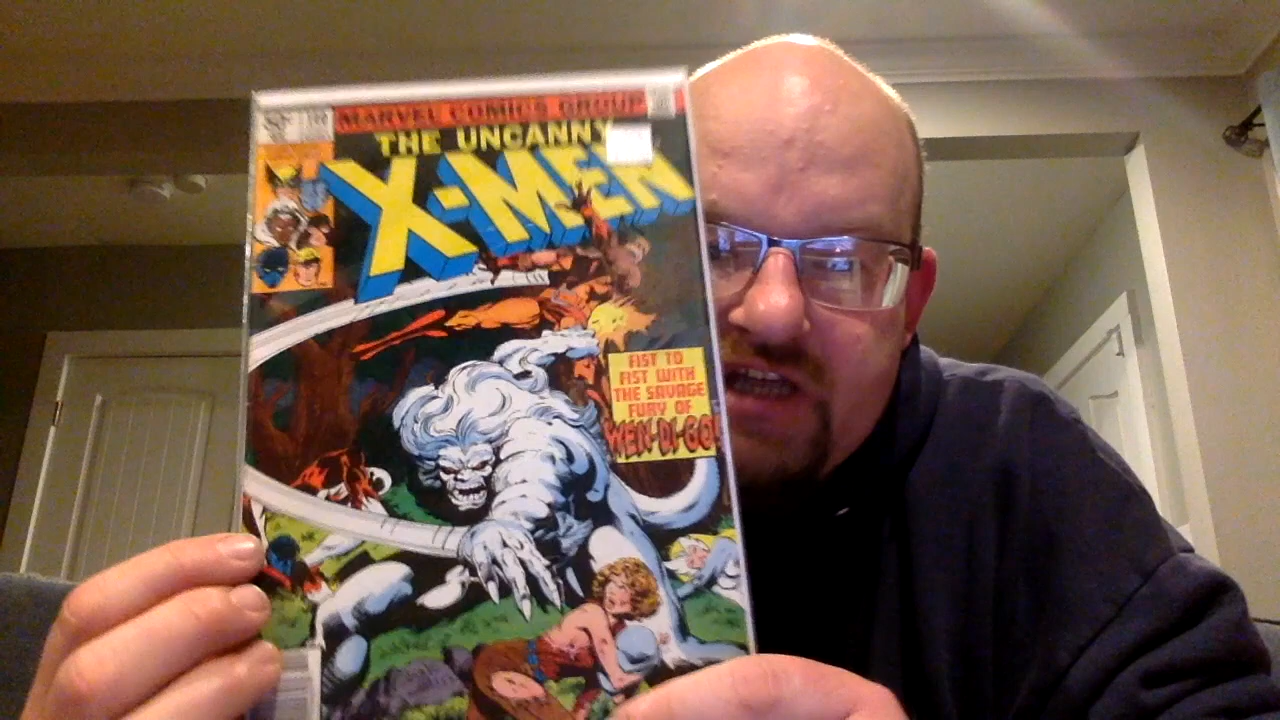 MARVEL COMICS GROUP
THE UNCANNY
X-MEN
FIST TO
FIST WITH
THE SAVAGE
FURY OF
WEN-DI-GO!